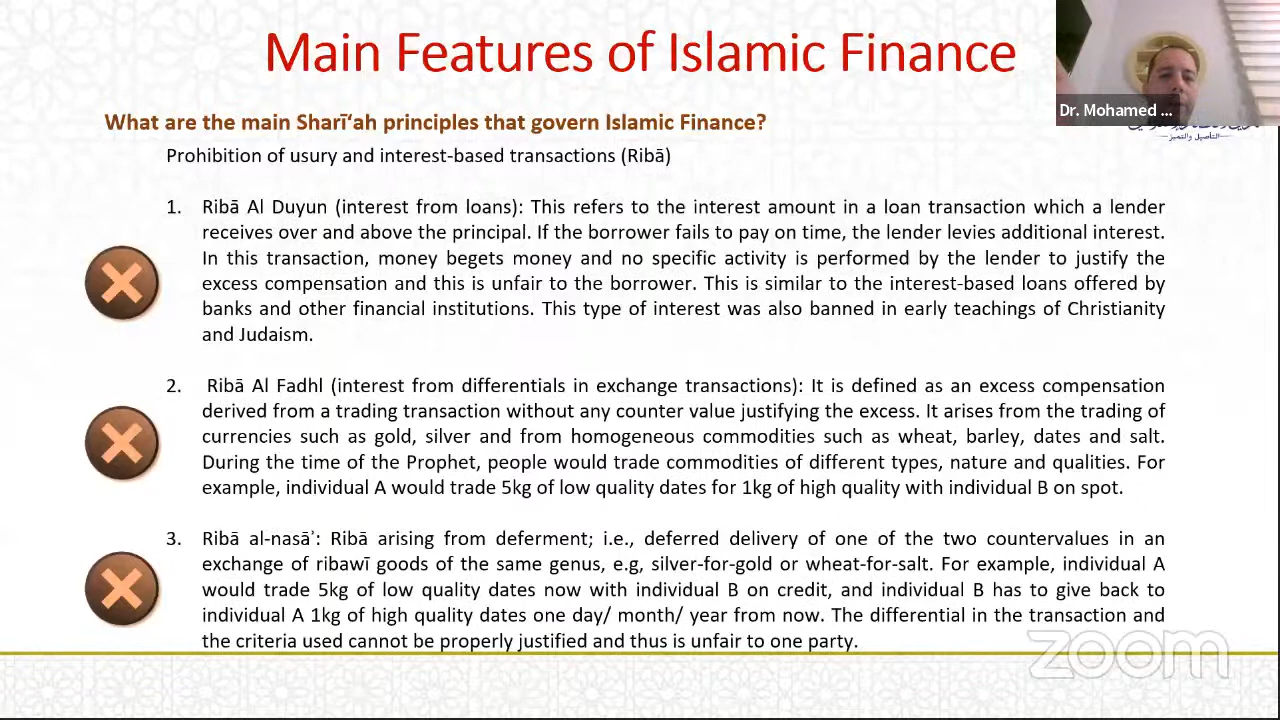 Main Features of Islamic Finance
Dr. Mohamed ...
التأصيل والتميز
What are the main Sharī‘ah principles that govern Islamic Finance?
Prohibition of usury and interest-based transactions (Ribā)
1. Ribā Al Duyun (interest from loans): This refers to the interest amount in a loan transaction which a lender
receives over and above the principal. If the borrower fails to pay on time, the lender levies additional interest.
In this transaction, money begets money and no specific activity is performed by the lender to justify the
excess compensation and this is unfair to the borrower. This is similar to the interest-based loans offered by
banks and other financial institutions. This type of interest was also banned in early teachings of Christianity
and Judaism.
2. Ribā Al Fadhl (interest from differentials in exchange transactions): It is defined as an excess compensation
derived from a trading transaction without any counter value justifying the excess. It arises from the trading of
currencies such as gold, silver and from homogeneous commodities such as wheat, barley, dates and salt.
During the time of the Prophet, people would trade commodities of different types, nature and qualities. For
example, individual A would trade 5kg of low quality dates for 1kg of high quality with individual B on spot.
3. Ribā al-nasā’: Ribā arising from deferment; i.e., deferred delivery of one of the two countervalues in an
exchange of ribawī goods of the same genus, e.g, silver-for-gold or wheat-for-salt. For example, individual A
would trade 5kg of low quality dates now with individual B on credit, and individual B has to give back to
individual A 1kg of high quality dates one day/ month/ year from now. The differential in the transaction and
the criteria used cannot be properly justified and thus is unfair to one party.
zoom